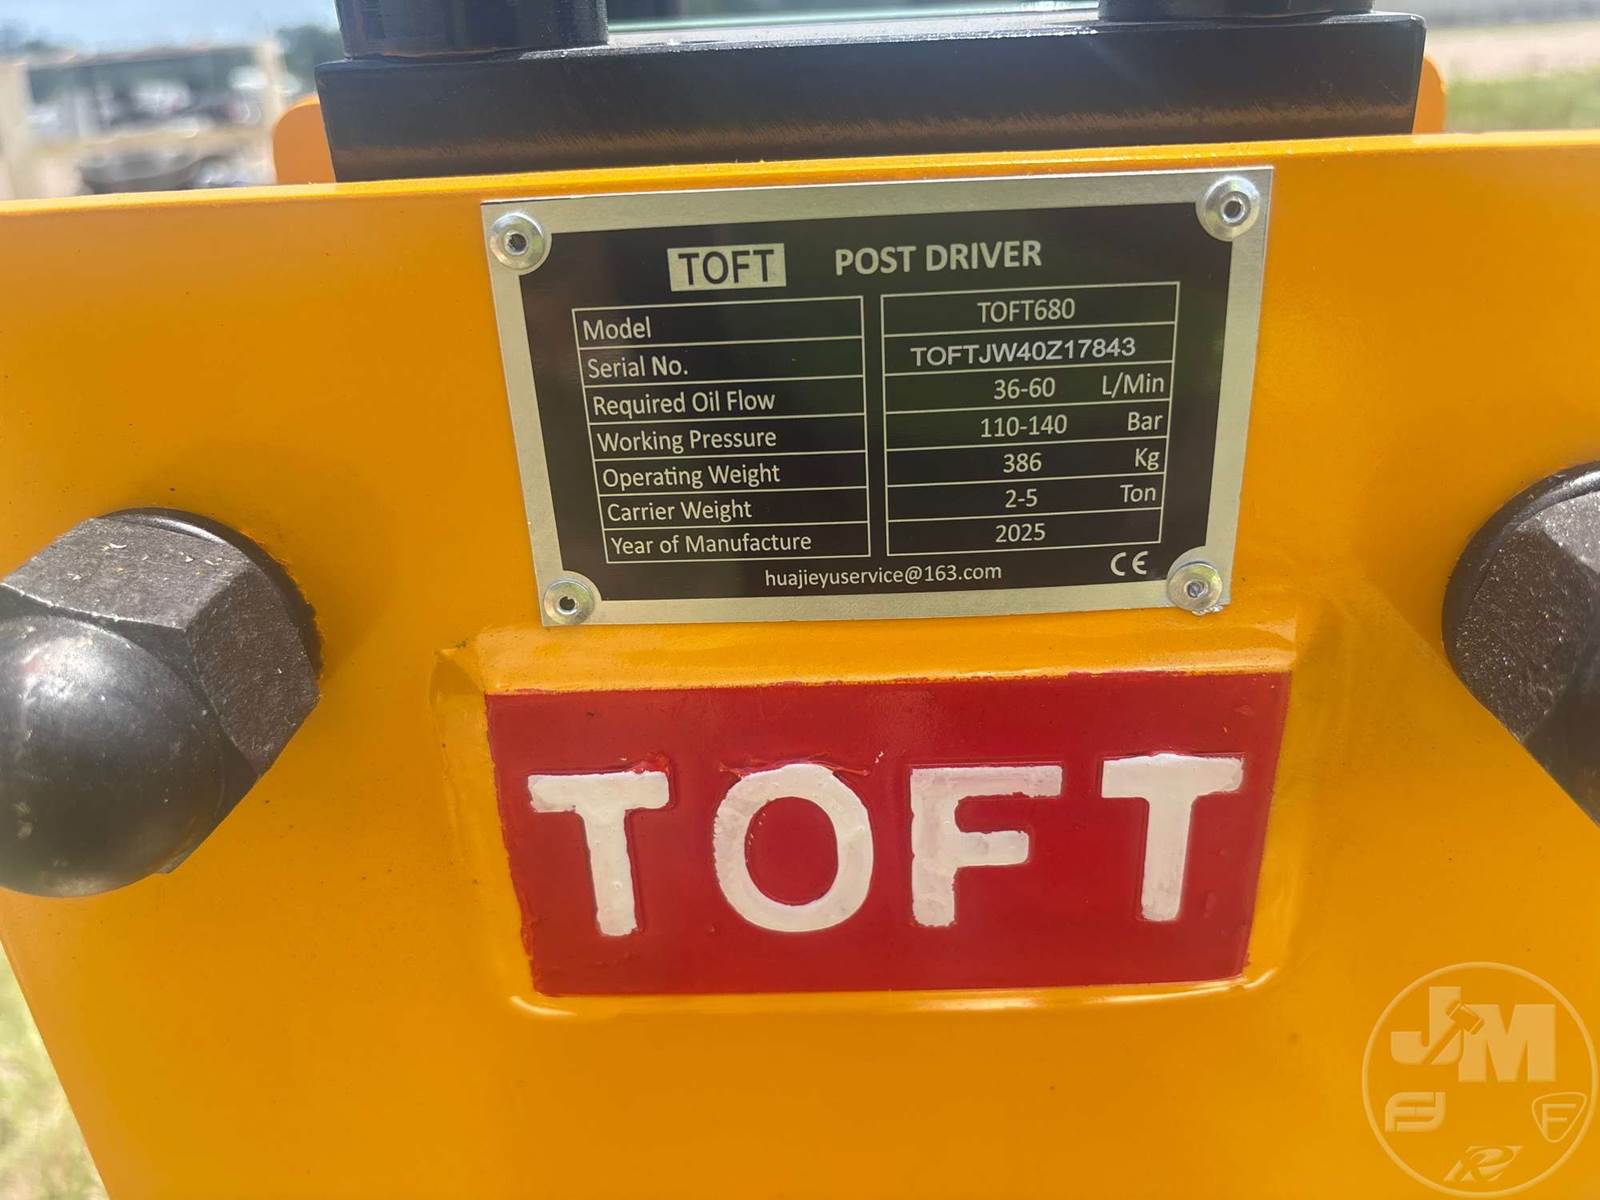 TOFT POST DRIVER
Model TOFT680
Serial No. TOFTJW40Z17843
Required Oil Flow 36-60 L/Min
Working Pressure 110-140 Bar
Operating Weight 386 Kg
Carrier Weight 2-5 Ton
Year of Manufacture 2025
huajieyuservice@163.com CE
TOFT
JM
F